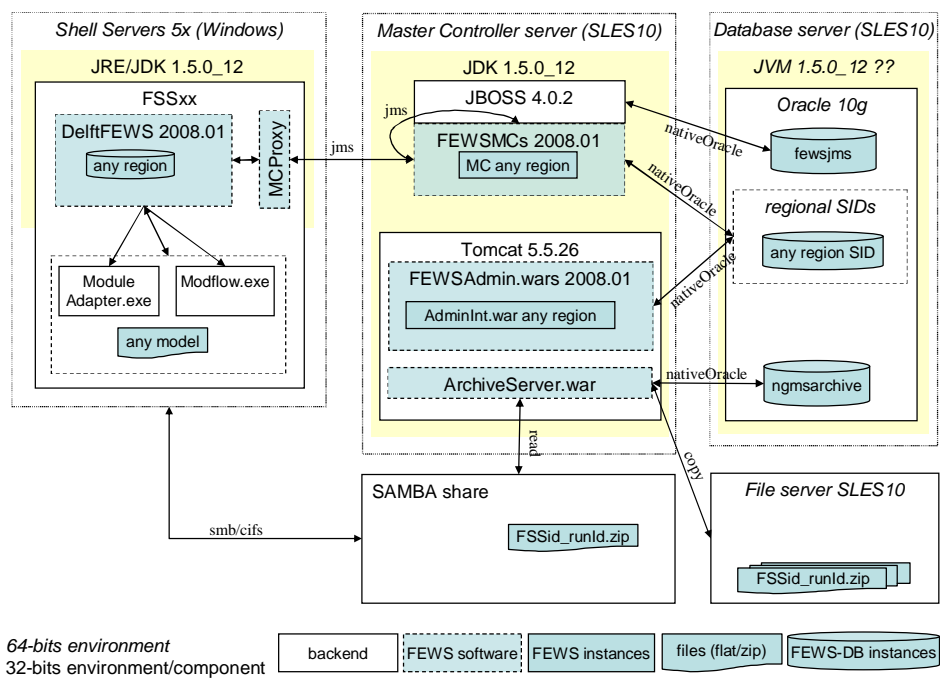 Shell Servers 5x (Windows)
JRE/JDK 1.5.0_12
FSSxx
DelftFEWS 2008.01
any region
MCProxy
Module
Adapter.exe
Modflow.exe
any model
jms
jms
Master Controller server (SLES10)
JDK 1.5.0_12
JBOSS 4.0.2
FEWSMCs 2008.01
MC any region
Tomcat 5.5.26
FEWSAdmin.wars 2008.01
AdminInt.war any region
ArchiveServer.war
nativeOracle
nativeOracle
nativeOracle
nativeOracle
Database server (SLES10)
JVM 1.5.0_12 ??
Oracle 10g
fewsjms
regional SIDs
any region SID
ngmsarchive
read
copy
smb/cifs
SAMBA share
FSSid_runId.zip
File server SLES10
FSSid_runId.zip
64-bits environment
32-bits environment/component
backend
FEWS software
FEWS instances
files (flat/zip)
FEWS-DB instances